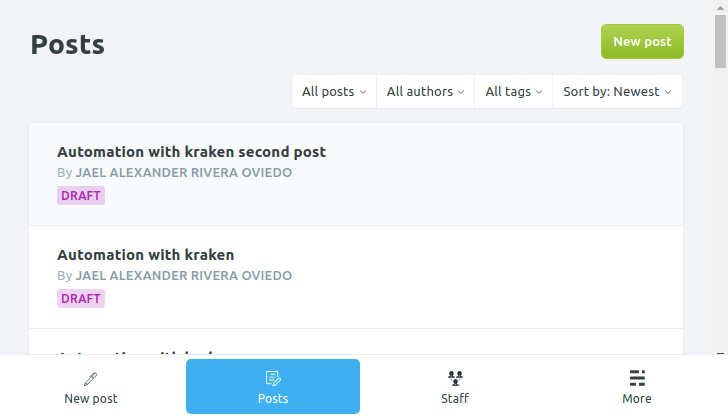 Posts
New post
All posts
All authors
All tags
Sort by: Newest
Automation with kraken second post
By JAEL ALEXANDER RIVERA OVIEDO
DRAFT
Automation with kraken
By JAEL ALEXANDER RIVERA OVIEDO
DRAFT
New post
Posts
Staff
More